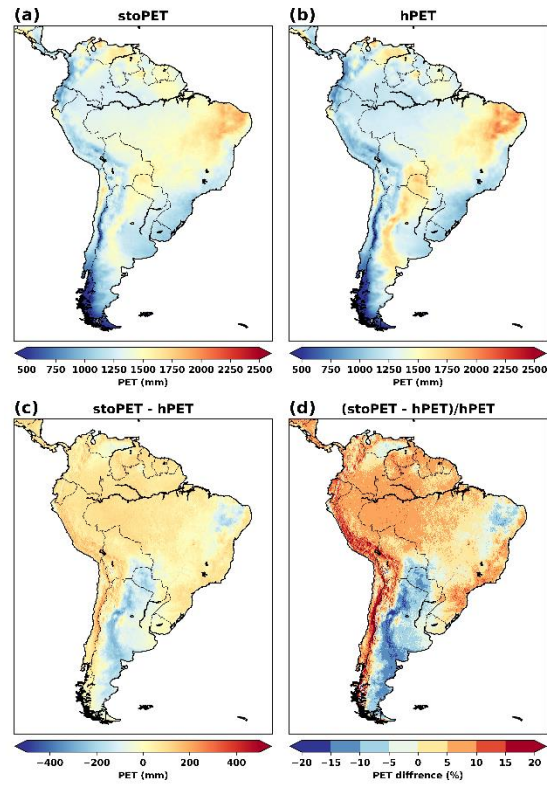 (a) stoPET
(b) hPET
500 750 1000 1250 1500 1750 2000 2250 2500
PET (mm)
500 750 1000 1250 1500 1750 2000 2250 2500
PET (mm)
(c) stoPET - hPET
(d) (stoPET - hPET)/hPET
−400 −200 0 200 400
PET (mm)
−20 −15 −10 −5 0 5 10 15 20
PET diffrence (%)